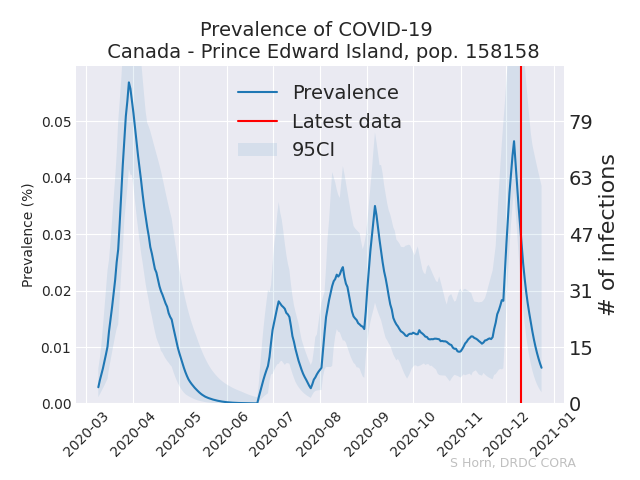 Prevalence of COVID-19
Canada - Prince Edward Island, pop. 158158
Prevalence
Latest data
95CI
Prevalence (%)
0.05
0.04
0.03
0.02
0.01
0.00
79
63
47
31
15
0
# of infections
2020-03
2020-04
2020-05
2020-06
2020-07
2020-08
2020-09
2020-10
2020-11
2020-12
2021-01
S Horn, DRDC CORA